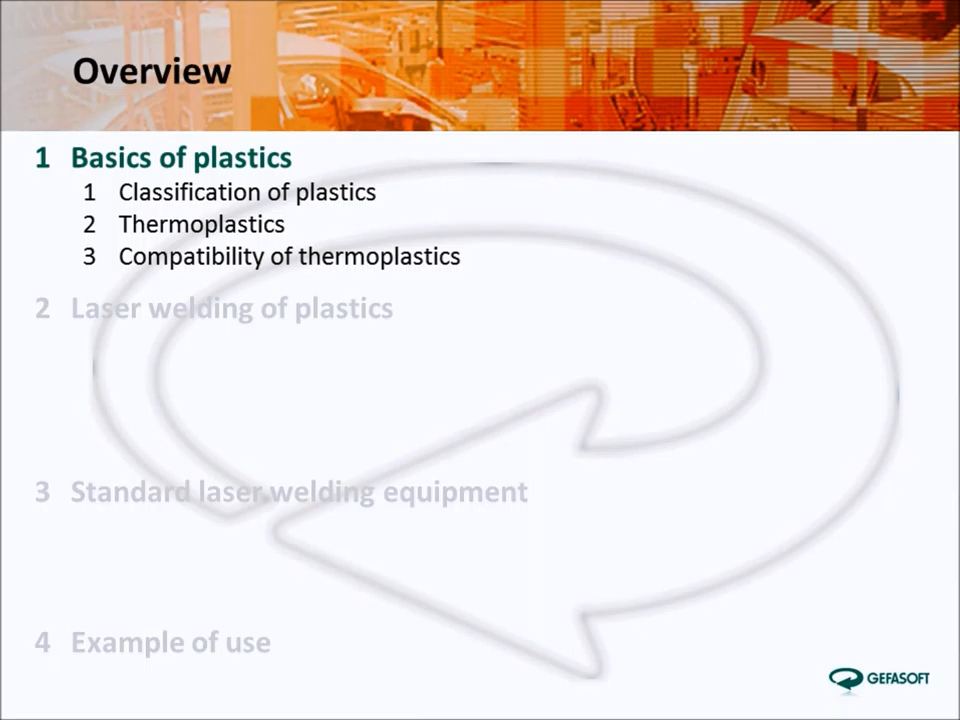 Overview
1 Basics of plastics
1 Classification of plastics
2 Thermoplastics
3 Compatibility of thermoplastics
2 Laser welding of plastics
3 Standard laser welding equipment
4 Example of use
GEFASOFT